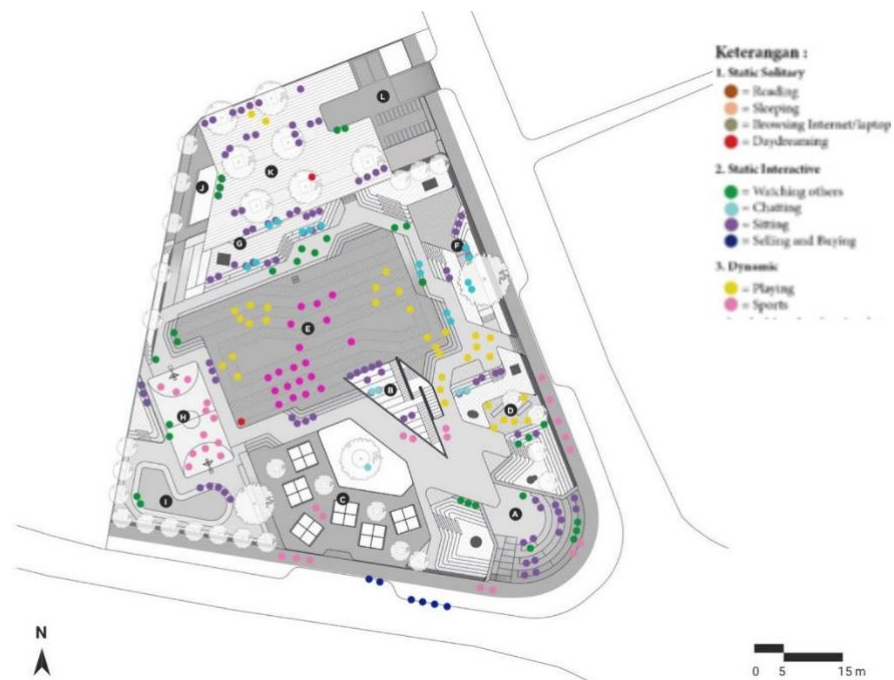 Keterangan :
1. Static Solitary
= Reading
= Sleeping
= Browsing Internet/laptop
= Daydreaming
2. Static Interactive
= Watching others
= Chatting
= Sitting
= Selling and Buying
3. Dynamic
= Playing
= Sports
L
K
J
G
F
E
B
D
H
C
I
A
N
0 5 15 m